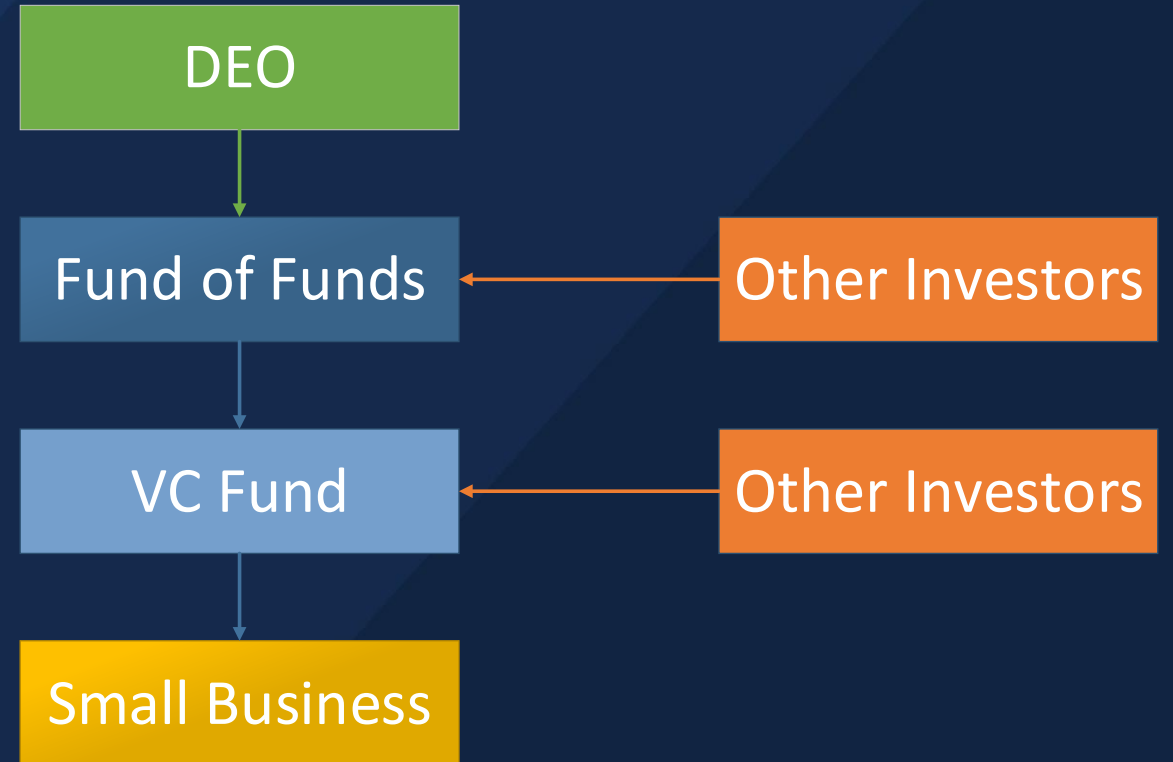 DEO
Fund of Funds
Other Investors
VC Fund
Other Investors
Small Business